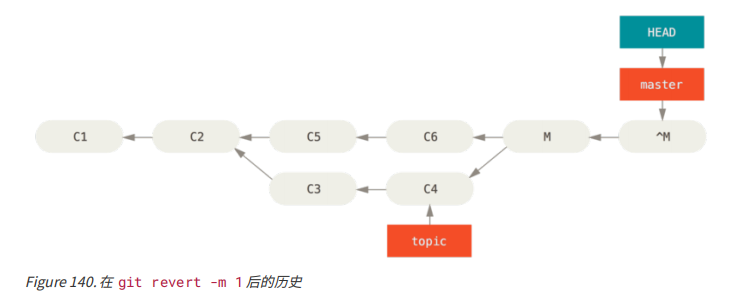 HEAD
master
C1 C2 C5 C6 M ^M
C3 C4
topic
Figure 140. 在 git revert -m 1 后的历史